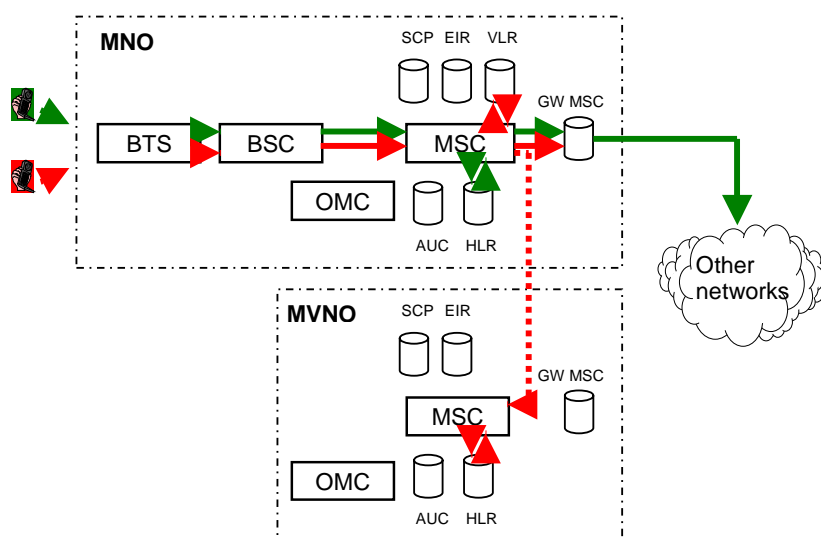 MNO
SCP EIR VLR
GW MSC
BTS BSC MSC
OMC
AUC HLR
Other
networks
MVNO
SCP EIR
GW MSC
MSC
OMC
AUC HLR